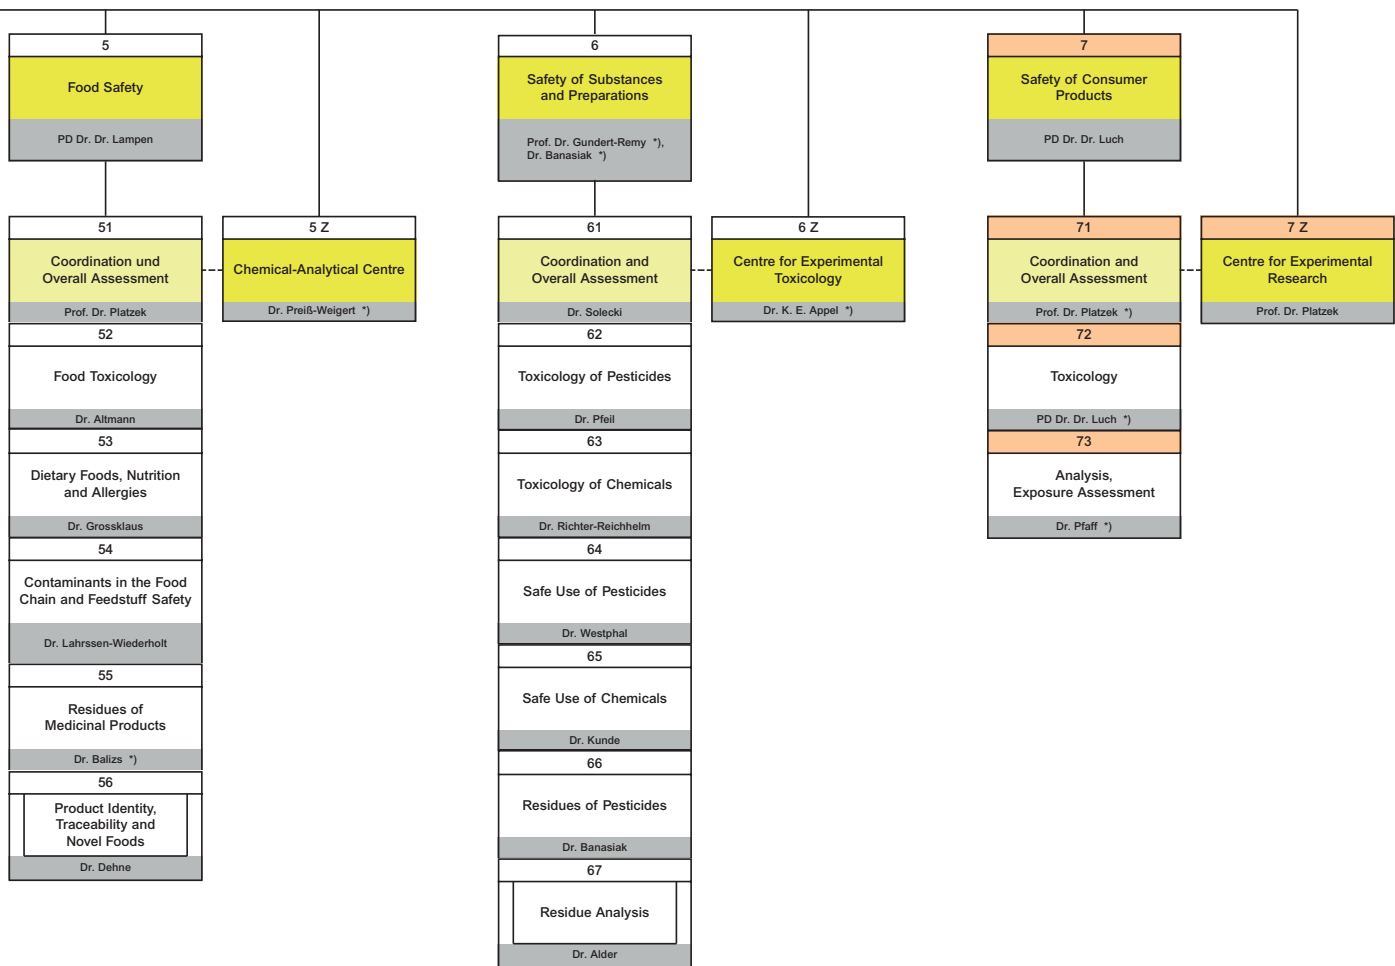 5
Food Safety
PD Dr. Dr. Lampen
51
Coordination und
Overall Assessment
Prof. Dr. Platzek
5 Z
Chemical-Analytical Centre
Dr. Preiß-Weigert *)
52
Food Toxicology
Dr. Altmann
53
Dietary Foods, Nutrition
and Allergies
Dr. Grossklaus
54
Contaminants in the Food
Chain and Feedstuff Safety
Dr. Lahrssen-Wiederholt
55
Residues of
Medicinal Products
Dr. Balizs *)
56
Product Identity,
Traceability and
Novel Foods
Dr. Dehne
6
Safety of Substances
and Preparations
Prof. Dr. Gundert-Remy *),
Dr. Banasiak *)
61
Coordination and
Overall Assessment
Dr. Solecki
6 Z
Centre for Experimental
Toxicology
Dr. K. E. Appel *)
62
Toxicology of Pesticides
Dr. Pfeil
63
Toxicology of Chemicals
Dr. Richter-Reichhelm
64
Safe Use of Pesticides
Dr. Westphal
65
Safe Use of Chemicals
Dr. Kunde
66
Residues of Pesticides
Dr. Banasiak
67
Residue Analysis
Dr. Alder
7
Safety of Consumer
Products
PD Dr. Dr. Luch
71
Coordination and
Overall Assessment
Prof. Dr. Platzek *)
7 Z
Centre for Experimental
Research
Prof. Dr. Platzek
72
Toxicology
PD Dr. Dr. Luch *)
73
Analysis,
Exposure Assessment
Dr. Pfaff *)